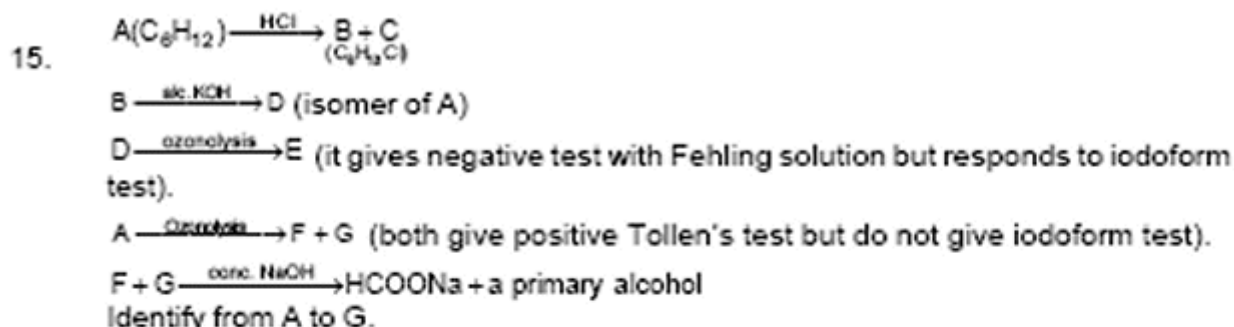 15.
A(C₆H₁₂) —HCl→ B + C
(C₆H₁₃Cl)
B —alc. KOH→ D (isomer of A)
D —ozonolysis→ E (it gives negative test with Fehling solution but responds to iodoform
test).
A —Ozonolysis→ F + G (both give positive Tollen's test but do not give iodoform test).
F + G —conc. NaOH→ HCOONa + a primary alcohol
Identify from A to G.